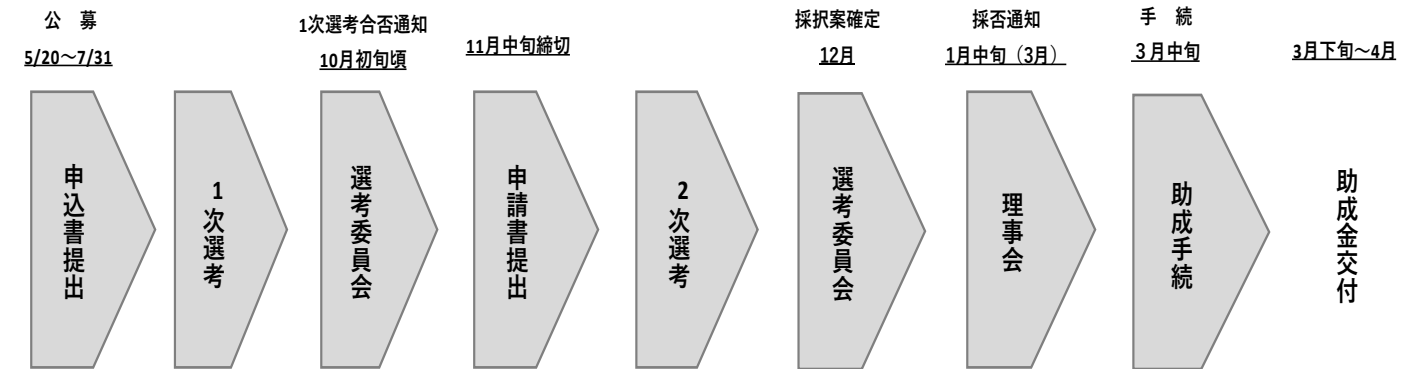 公　募
5/20～7/31
1次選考合否通知
10月初旬頃
11月中旬締切
採択案確定
12月
採否通知
1月中旬（3月）
手　続
３月中旬
3月下旬～4月
申込書提出
1次選考
選考委員会
申請書提出
2次選考
選考委員会
理事会
助成手続
助成金交付